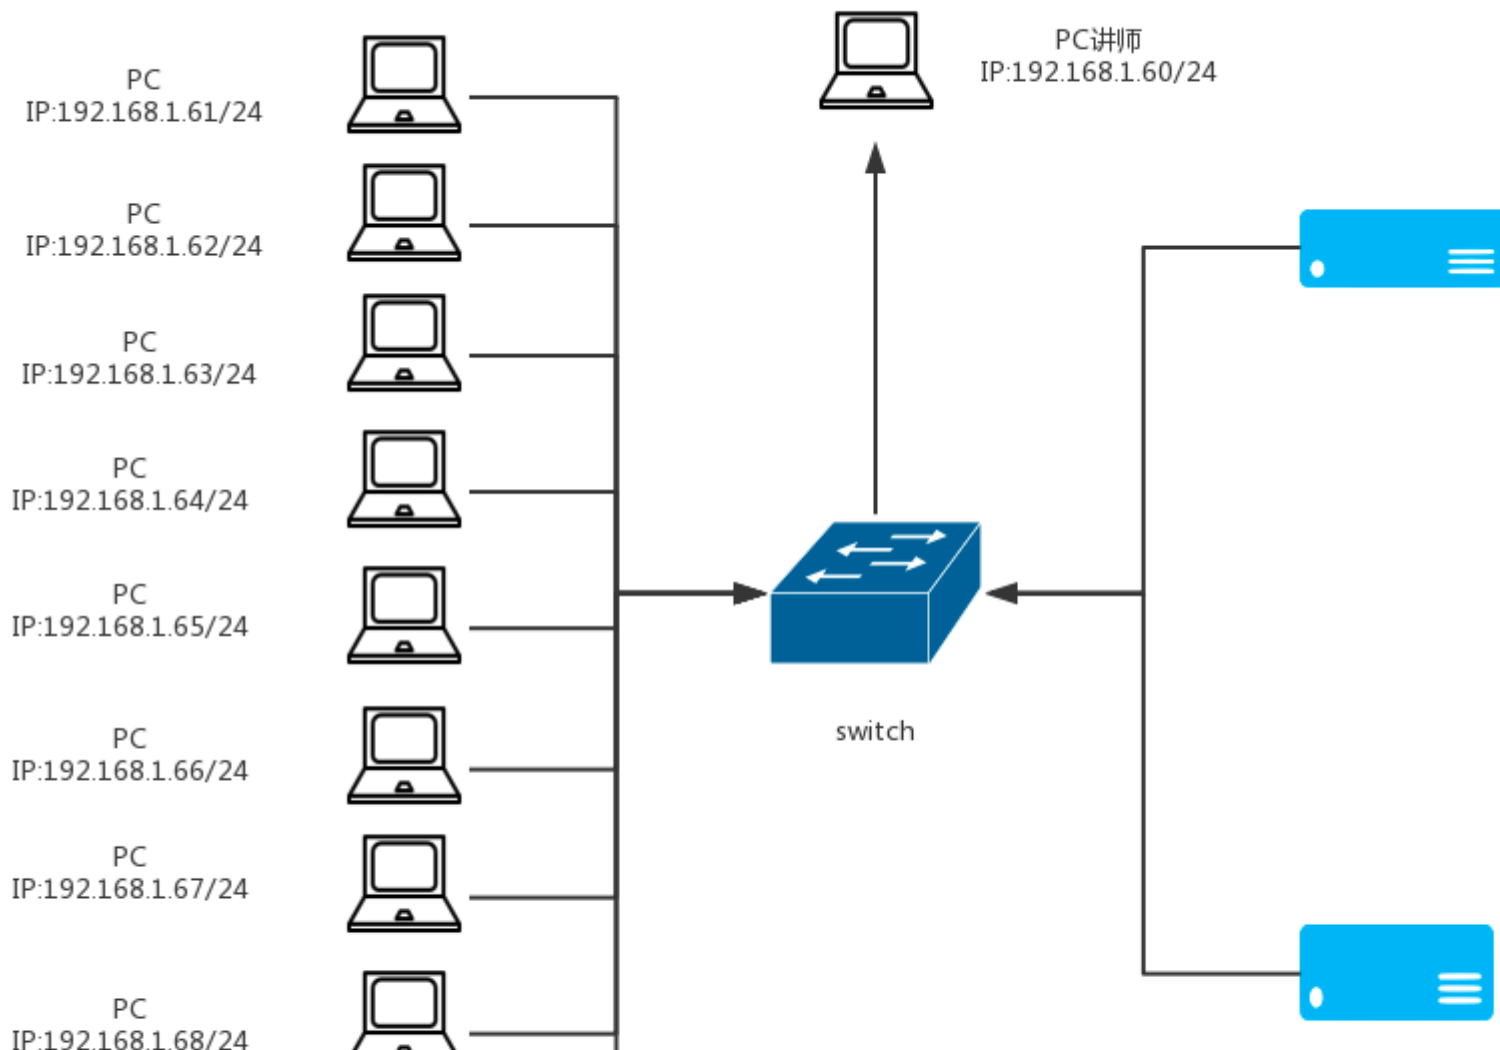 PC讲师
IP:192.168.1.60/24
PC
IP:192.168.1.61/24
PC
IP:192.168.1.62/24
PC
IP:192.168.1.63/24
PC
IP:192.168.1.64/24
PC
IP:192.168.1.65/24
PC
IP:192.168.1.66/24
switch
PC
IP:192.168.1.67/24
PC
IP:192.168.1.68/24